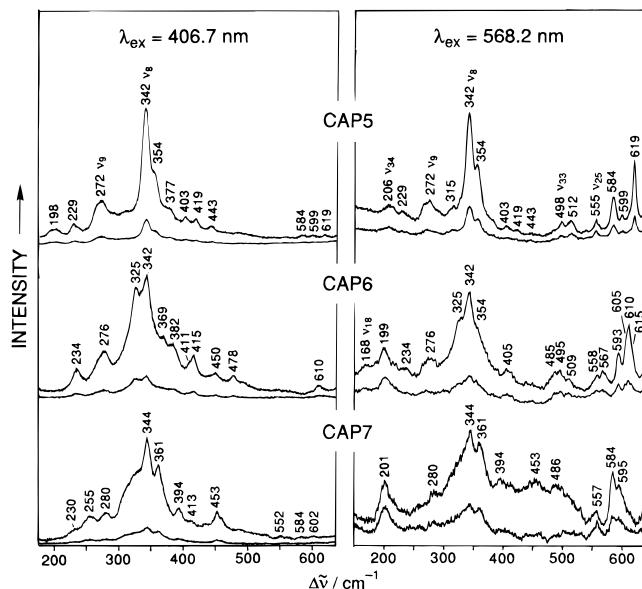 λex = 406.7 nm
λex = 568.2 nm
INTENSITY
CAP5
198 229 272 ν9 342 ν8 354 377 403 419 443 584 599 619
206 ν34 229 272 ν9 315 342 ν8 354 403 419 443 498 ν33 512 555 ν25 584 599 619
CAP6
234 276 325 342 369 382 411 415 450 478 610
168 ν18 199 234 276 325 342 354 405 485 495 509 558 567 593 605 610 615
CAP7
230 255 280 344 361 394 413 453 552 584 602
201 280 344 361 394 453 486 557 584 595
200 300 400 500 600
200 300 400 500 600
Δν̃ / cm⁻¹